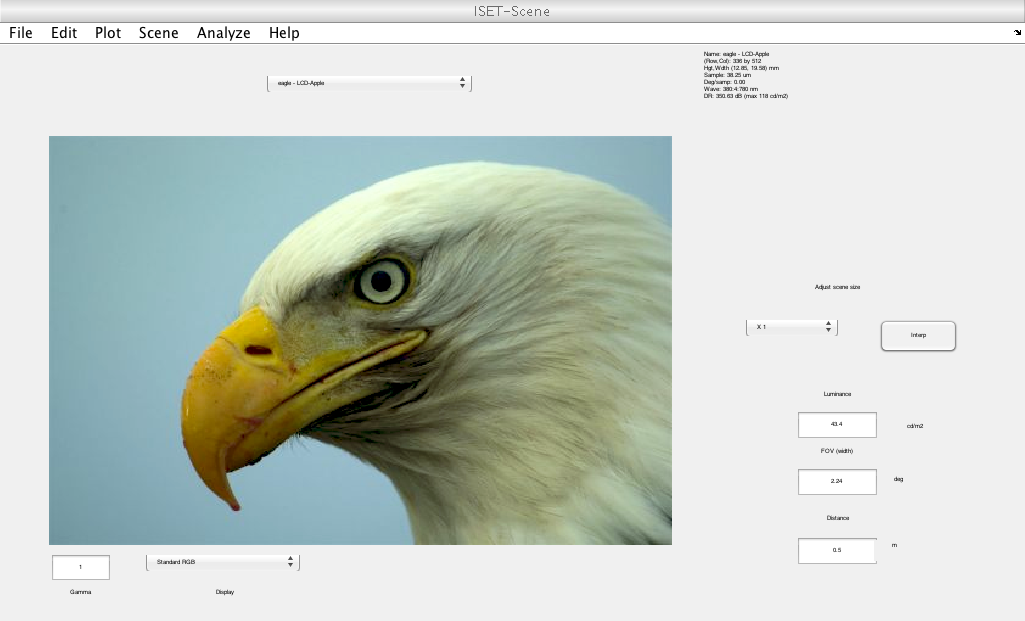 ISET-Scene
File Edit Plot Scene Analyze Help
eagle - LCD-Apple
Name: eagle - LCD-Apple
(Row,Col): 336 by 512
Hgt,Wdth (12.85, 19.58) mm
Sample: 38.25 um
Deg/samp: 0.00
Wave: 380:4:780 nm
DR: 350.63 dB (max 118 cd/m2)
Adjust scene size
X 1
Interp
Luminance
43.4 cd/m2
FOV (width)
2.24 deg
Distance
0.5 m
1 Standard RGB
Gamma Display